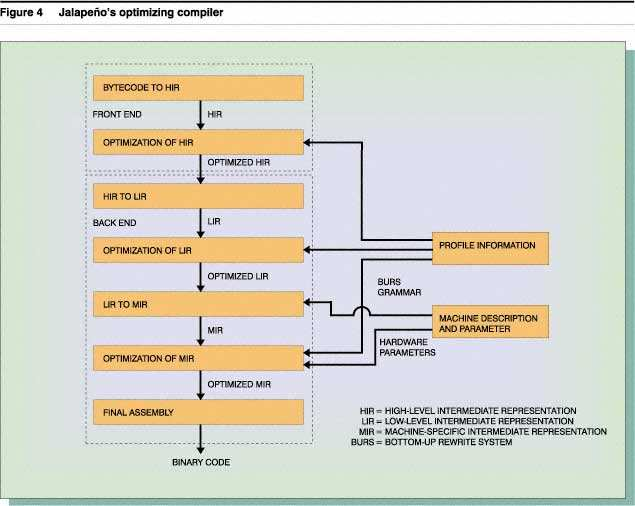 Figure 4 Jalapeño's optimizing compiler
BYTECODE TO HIR
FRONT END
HIR
OPTIMIZATION OF HIR
OPTIMIZED HIR
HIR TO LIR
BACK END
LIR
OPTIMIZATION OF LIR
OPTIMIZED LIR
LIR TO MIR
MIR
OPTIMIZATION OF MIR
OPTIMIZED MIR
FINAL ASSEMBLY
BINARY CODE
PROFILE INFORMATION
BURS
GRAMMAR
MACHINE DESCRIPTION
AND PARAMETER
HARDWARE
PARAMETERS
HIR = HIGH-LEVEL INTERMEDIATE REPRESENTATION
LIR = LOW-LEVEL INTERMEDIATE REPRESENTATION
MIR = MACHINE-SPECIFIC INTERMEDIATE REPRESENTATION
BURS = BOTTOM-UP REWRITE SYSTEM